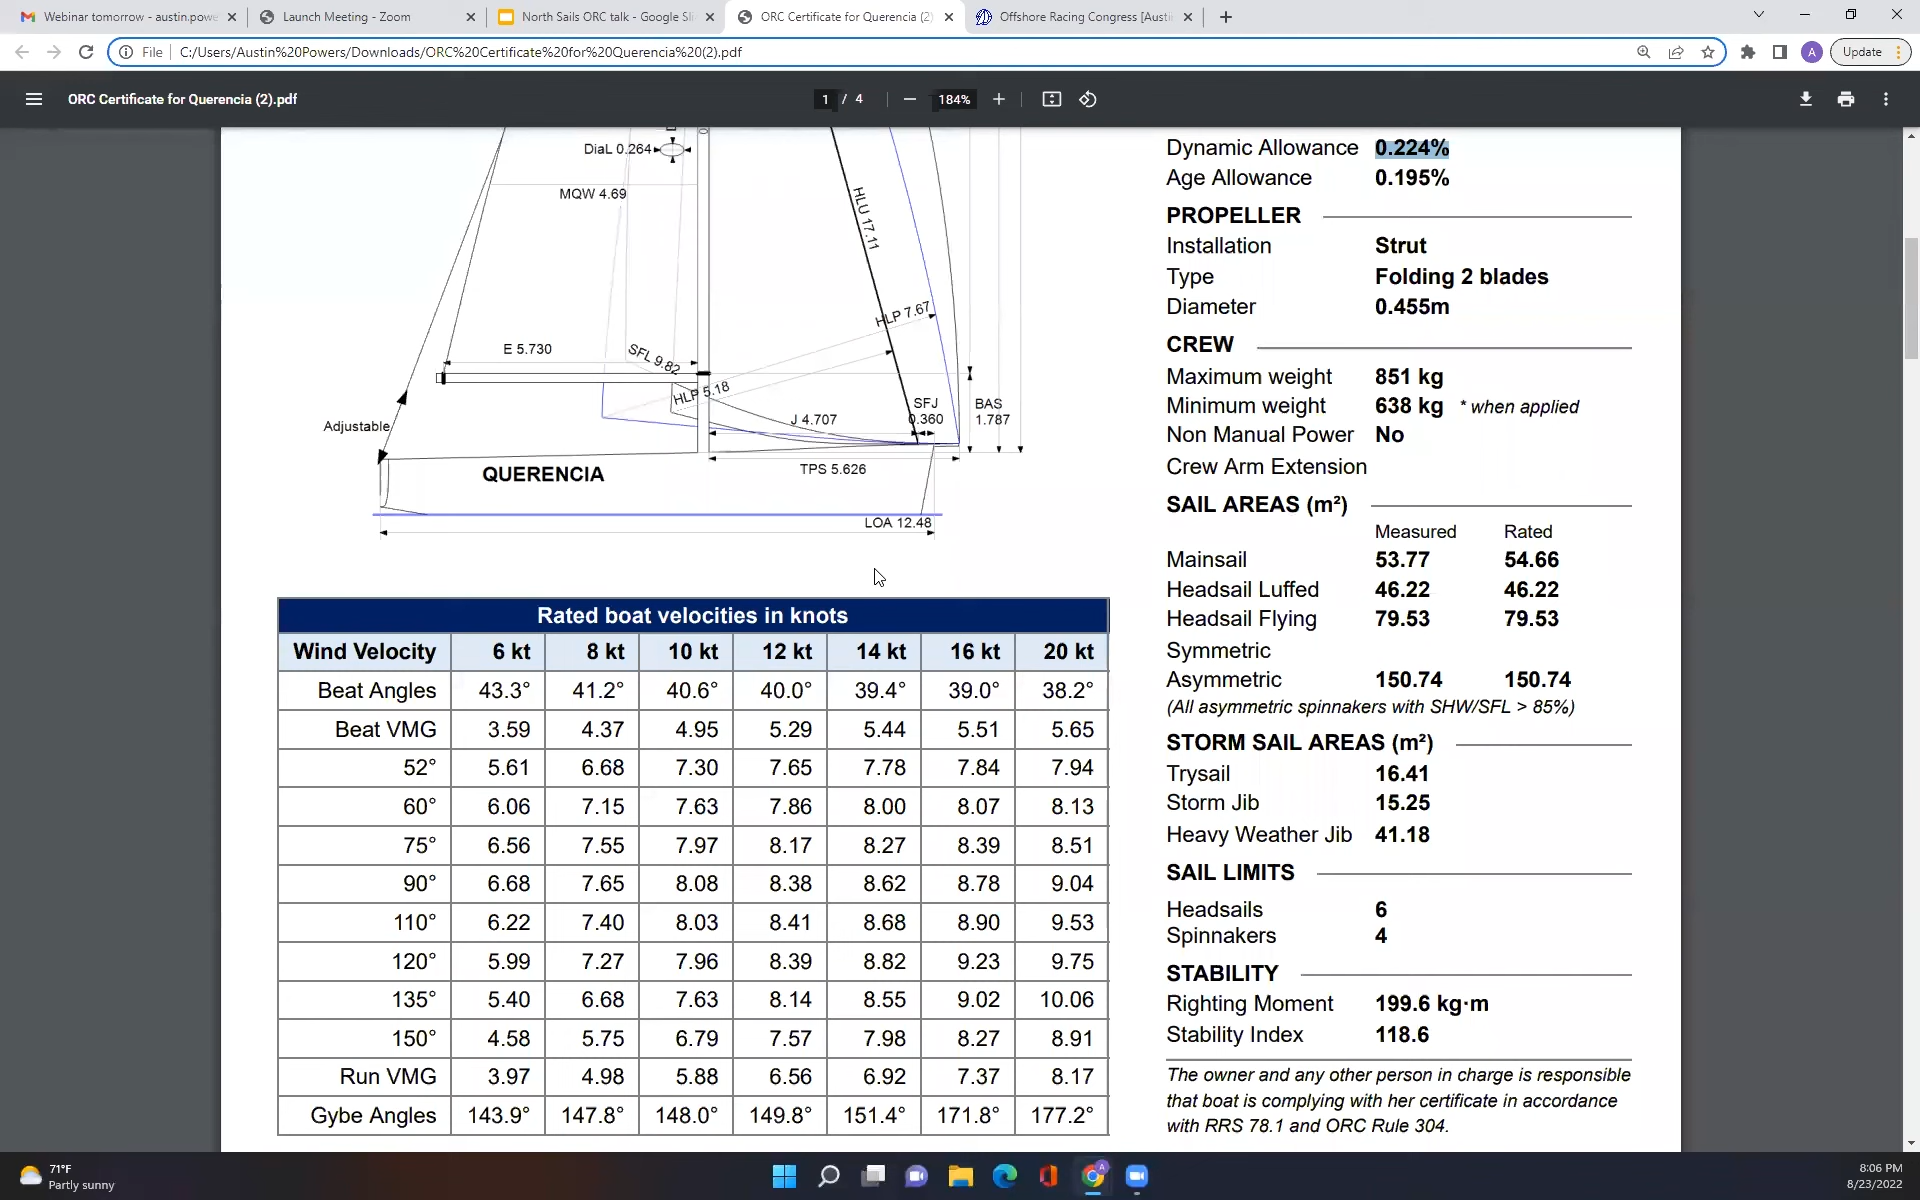 Webinar tomorrow - austin.powe
Launch Meeting - Zoom
North Sails ORC talk - Google Sli
ORC Certificate for Querencia (2)
Offshore Racing Congress [Austi
File
C:/Users/Austin%20Powers/Downloads/ORC%20Certificate%20for%20Querencia%20(2).pdf
A
Update
ORC Certificate for Querencia (2).pdf
1 / 4
184%
DiaL 0.264
MQW 4.69
HLU 17.11
HLP 7.67
E 5.730
SFL 9.82
HLP 5.18
SFJ
0.360
BAS
1.787
J 4.707
Adjustable
TPS 5.626
QUERENCIA
LOA 12.48
Rated boat velocities in knots
Wind Velocity 6 kt 8 kt 10 kt 12 kt 14 kt 16 kt 20 kt
Beat Angles 43.3° 41.2° 40.6° 40.0° 39.4° 39.0° 38.2°
Beat VMG 3.59 4.37 4.95 5.29 5.44 5.51 5.65
52° 5.61 6.68 7.30 7.65 7.78 7.84 7.94
60° 6.06 7.15 7.63 7.86 8.00 8.07 8.13
75° 6.56 7.55 7.97 8.17 8.27 8.39 8.51
90° 6.68 7.65 8.08 8.38 8.62 8.78 9.04
110° 6.22 7.40 8.03 8.41 8.68 8.90 9.53
120° 5.99 7.27 7.96 8.39 8.82 9.23 9.75
135° 5.40 6.68 7.63 8.14 8.55 9.02 10.06
150° 4.58 5.75 6.79 7.57 7.98 8.27 8.91
Run VMG 3.97 4.98 5.88 6.56 6.92 7.37 8.17
Gybe Angles 143.9° 147.8° 148.0° 149.8° 151.4° 171.8° 177.2°
Dynamic Allowance 0.224%
Age Allowance 0.195%
PROPELLER
Installation Strut
Type Folding 2 blades
Diameter 0.455m
CREW
Maximum weight 851 kg
Minimum weight 638 kg * when applied
Non Manual Power No
Crew Arm Extension
SAIL AREAS (m²)
Measured Rated
Mainsail 53.77 54.66
Headsail Luffed 46.22 46.22
Headsail Flying 79.53 79.53
Symmetric
Asymmetric 150.74 150.74
(All asymmetric spinnakers with SHW/SFL > 85%)
STORM SAIL AREAS (m²)
Trysail 16.41
Storm Jib 15.25
Heavy Weather Jib 41.18
SAIL LIMITS
Headsails 6
Spinnakers 4
STABILITY
Righting Moment 199.6 kg·m
Stability Index 118.6
The owner and any other person in charge is responsible
that boat is complying with her certificate in accordance
with RRS 78.1 and ORC Rule 304.
71°F
Partly sunny
8:06 PM
8/23/2022